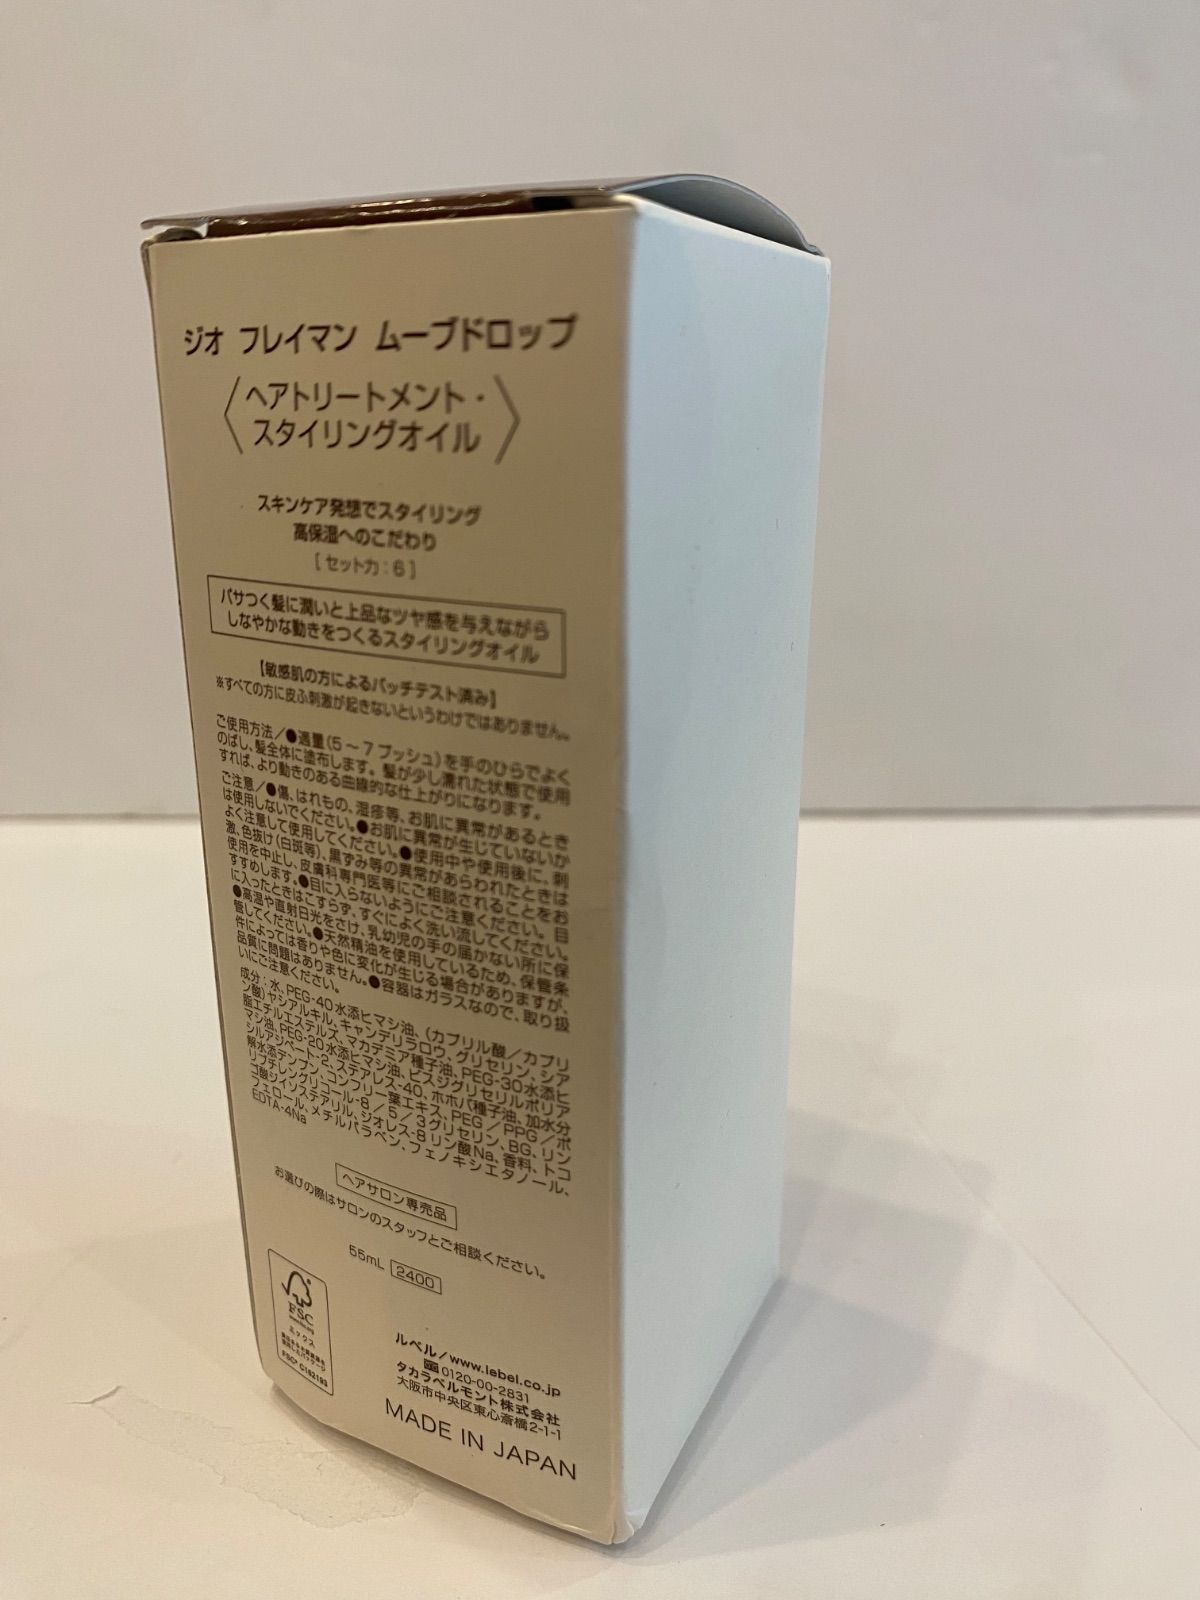 ジオ フレイマン ムーブドロップ
〈ヘアトリートメント・
スタイリングオイル〉
スキンケア発想でスタイリング
高保湿へのこだわり
[セット力:6]
パサつく髪に潤いと上品なツヤ感を与えながら
しなやかな動きをつくるスタイリングオイル
【敏感肌の方によるパッチテスト済み】
※すべての方に皮ふ刺激が起きないというわけではありません。
ご使用方法/●適量(5〜7プッシュ)を手のひらでよく
のばし、髪全体に塗布します。髪が少し濡れた状態で使用
すれば、より動きのある曲線的な仕上がりになります。
ご注意/●傷、はれもの、湿疹等、お肌に異常があるとき
は使用しないでください。●お肌に異常が生じていないか
よく注意して使用してください。●使用中や使用後に、刺
激、色抜け(白斑等)、黒ずみ等の異常があらわれたときは
使用を中止し、皮膚科専門医等にご相談されることをお
すすめします。●目に入らないようにご注意ください。目
に入ったときはこすらず、すぐによく洗い流してください。
●高温や直射日光をさけ、乳幼児の手の届かない所に保
管してください。●天然精油を使用しているため、保管条
件によっては香りや色に変化が生じる場合がありますが、
品質に問題はありません。●容器はガラスなので、取り扱
いにご注意ください。
成分・水、PEG-40水添ヒマシ油、(カプリル酸/カプリ
ン酸)ヤシアルキル、キャンデリラロウ、グリセリン、シア
脂エチルエステルズ、マカデミア種子油、PEG-30水添ヒ
マシ油、PEG-20水添ヒマシ油、ビスジグリセリルポリア
シルアジペート-2、ステアレス-40、ホホバ種子油、加水分
解水添デンプン、コンフリー葉エキス、PEG/PPG/ポ
リブチレングリコール-8/5/3グリセリン、BG、リン
ゴ酸ジイソステアリル、ジオレス-8リン酸Na、香料、トコ
フェロール、メチルパラベン、フェノキシエタノール、
EDTA-4Na
ヘアサロン専売品
お選びの際はサロンのスタッフとご相談ください。
55mL 2400
FSC
ミックス
FSC® C162193
ルベル/www.lebel.co.jp
0120-00-2831
タカラベルモント株式会社
大阪市中央区東心斎橋2-1-1
MADE IN JAPAN